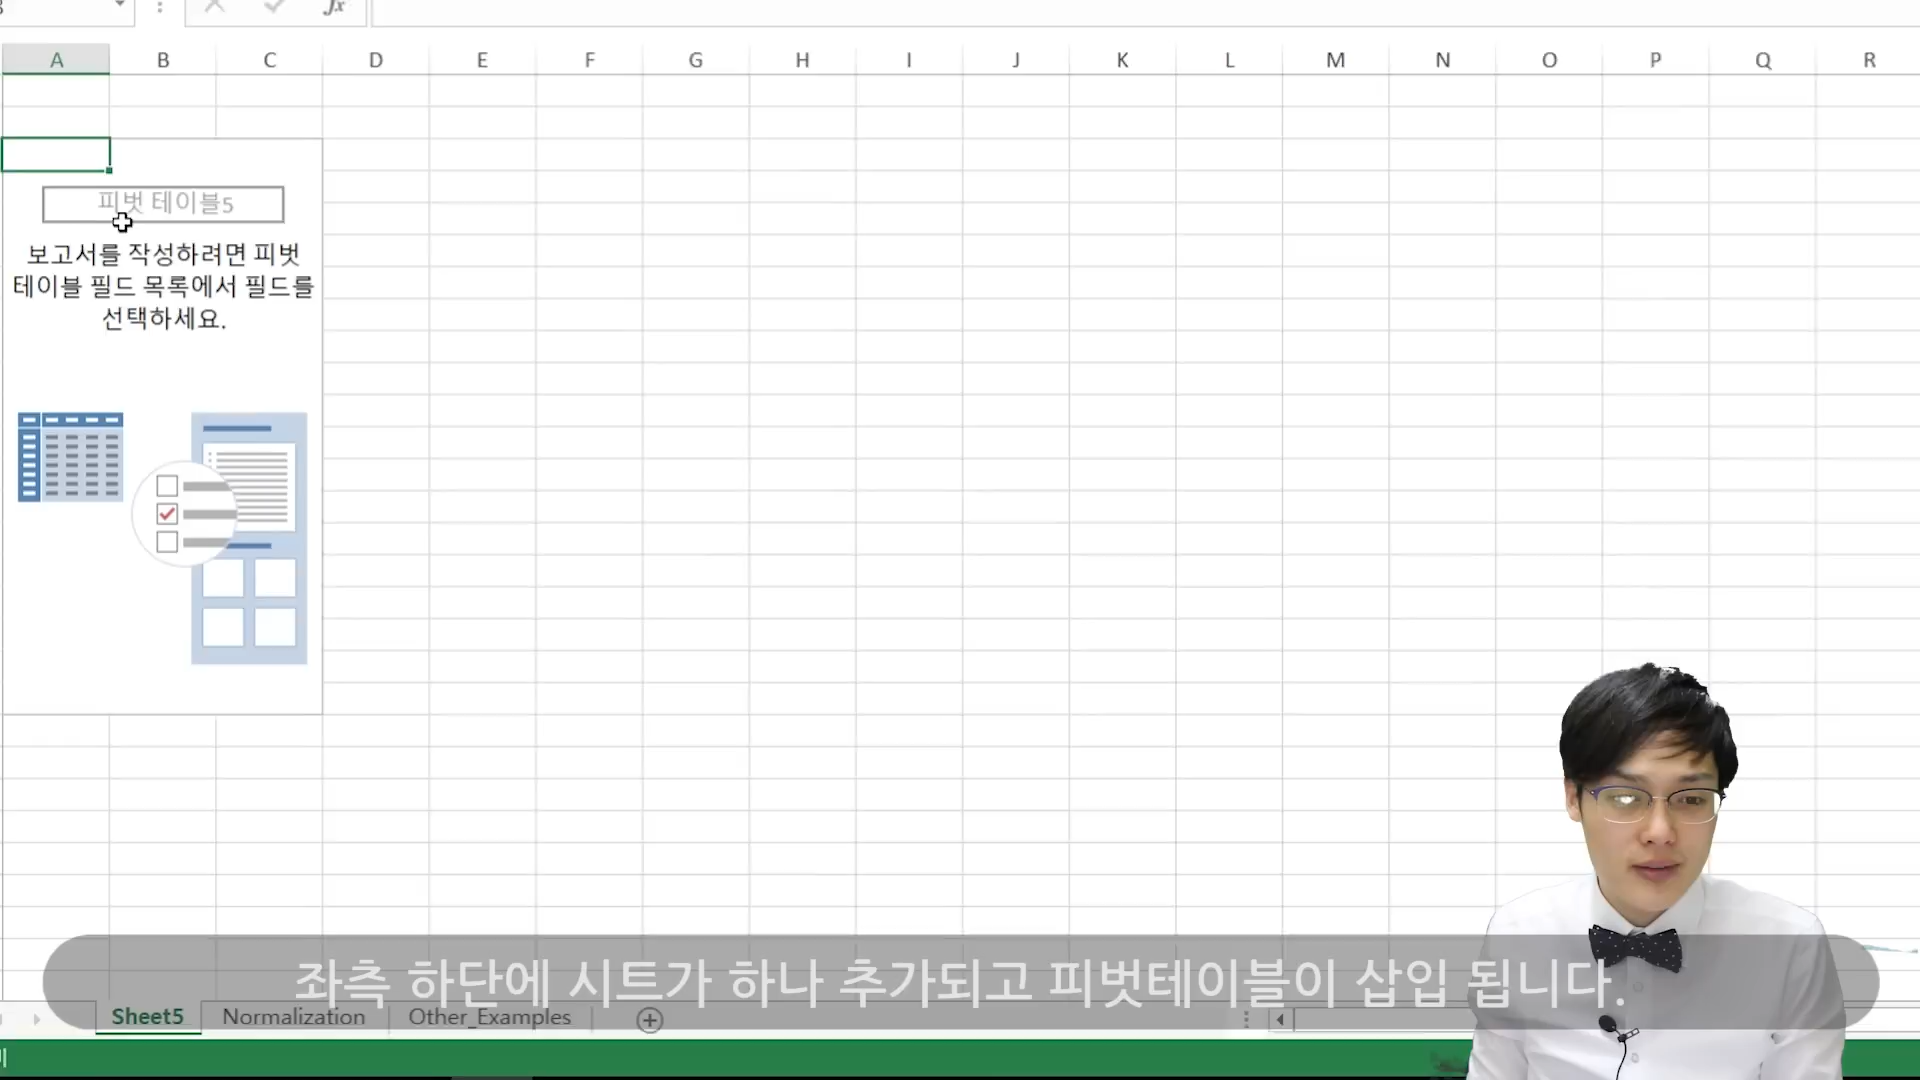 fx
A B C D E F G H I J K L M N O P Q R
피벗 테이블5
보고서를 작성하려면 피벗
테이블 필드 목록에서 필드를
선택하세요.
좌측 하단에 시트가 하나 추가되고 피벗테이블이 삽입 됩니다.
Sheet5 Normalization Other_Examples